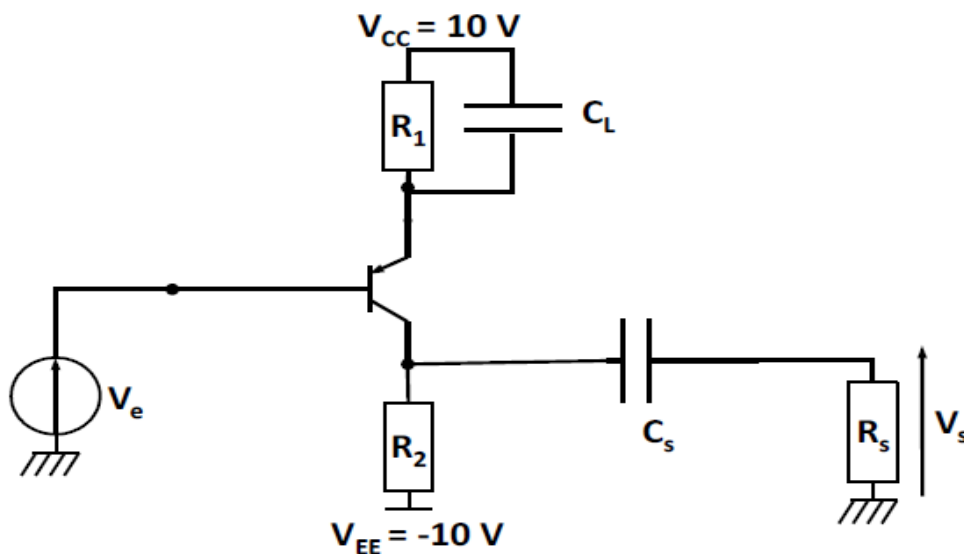 V_CC = 10 V
R_1
C_L
V_e
R_2
C_s
R_s
V_s
V_EE = -10 V